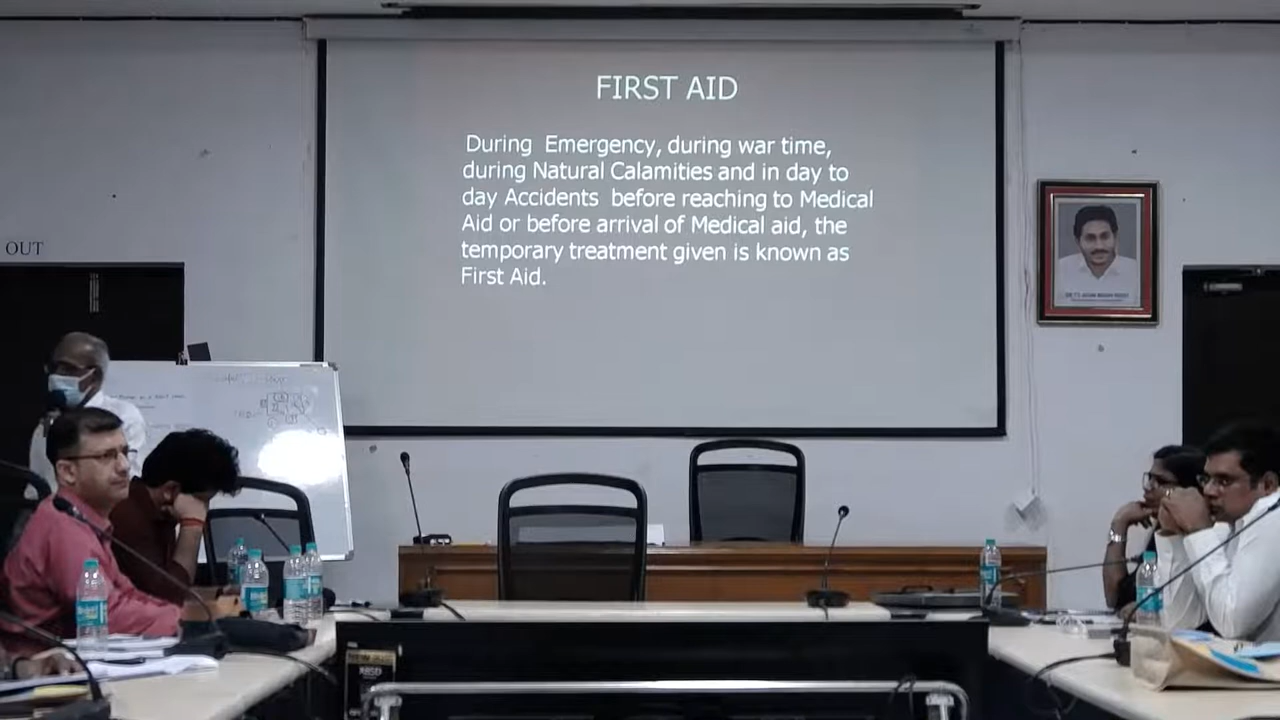 FIRST AID
During Emergency, during war time,
during Natural Calamities and in day to
day Accidents before reaching to Medical
Aid or before arrival of Medical aid, the
temporary treatment given is known as
First Aid.
OUT